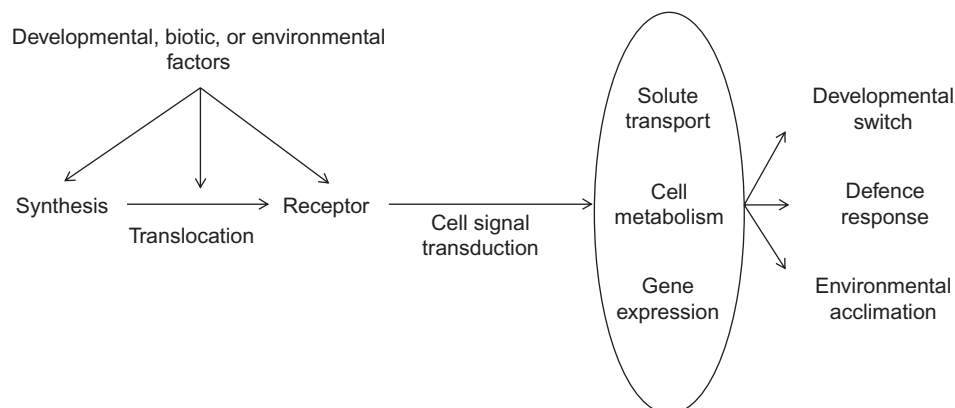 Developmental, biotic, or environmental
factors
Synthesis
Translocation
Receptor
Cell signal
transduction
Solute
transport
Cell
metabolism
Gene
expression
Developmental
switch
Defence
response
Environmental
acclimation